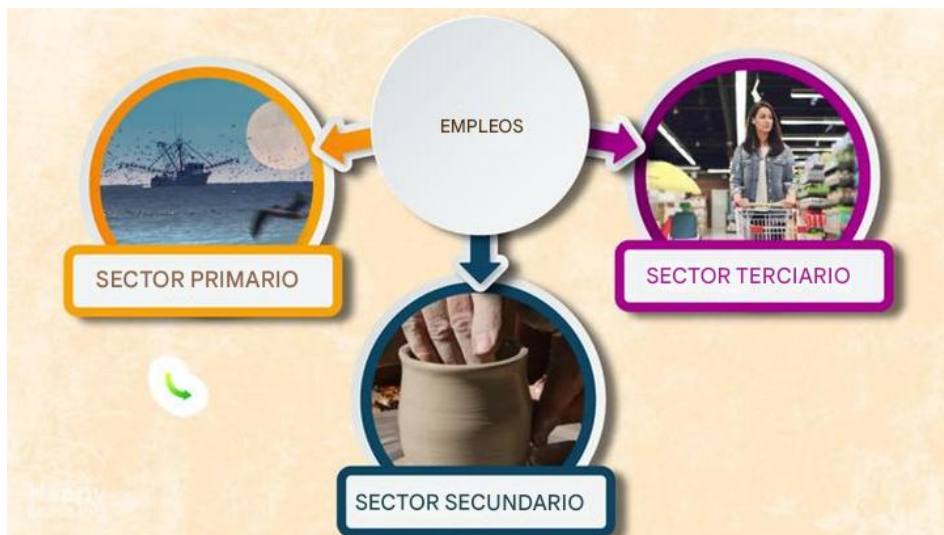 EMPLEOS
SECTOR PRIMARIO
SECTOR TERCIARIO
SECTOR SECUNDARIO